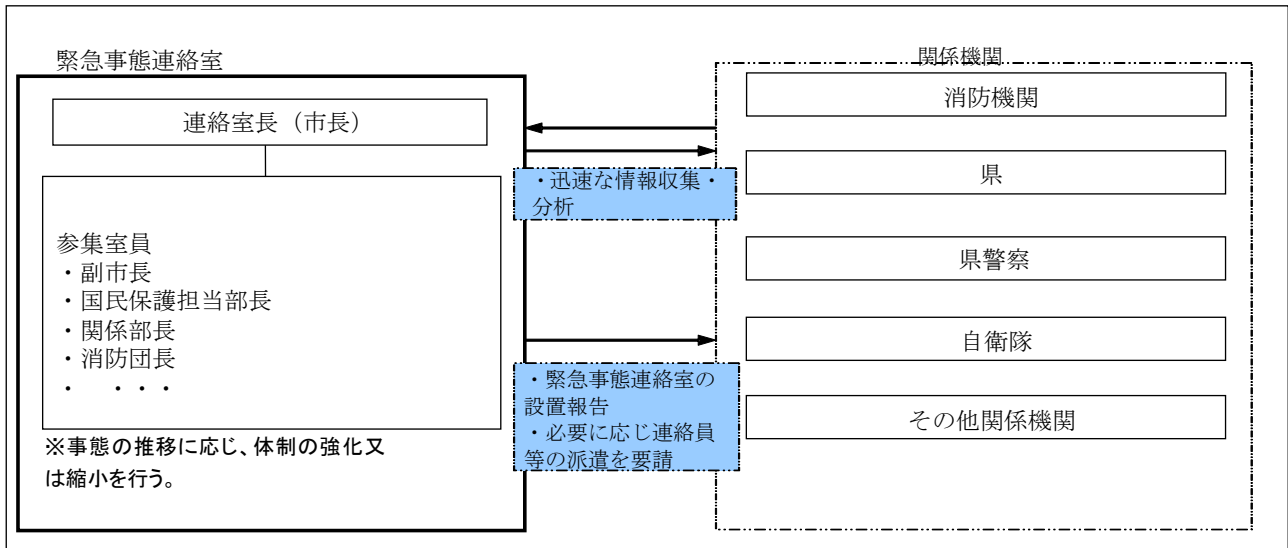 緊急事態連絡室
連絡室長（市長）
参集室員
・副市長
・国民保護担当部長
・関係部長
・消防団長
・　・・・
※事態の推移に応じ、体制の強化又
は縮小を行う。
・迅速な情報収集・
分析
・緊急事態連絡室の
設置報告
・必要に応じ連絡員
等の派遣を要請
関係機関
消防機関
県
県警察
自衛隊
その他関係機関